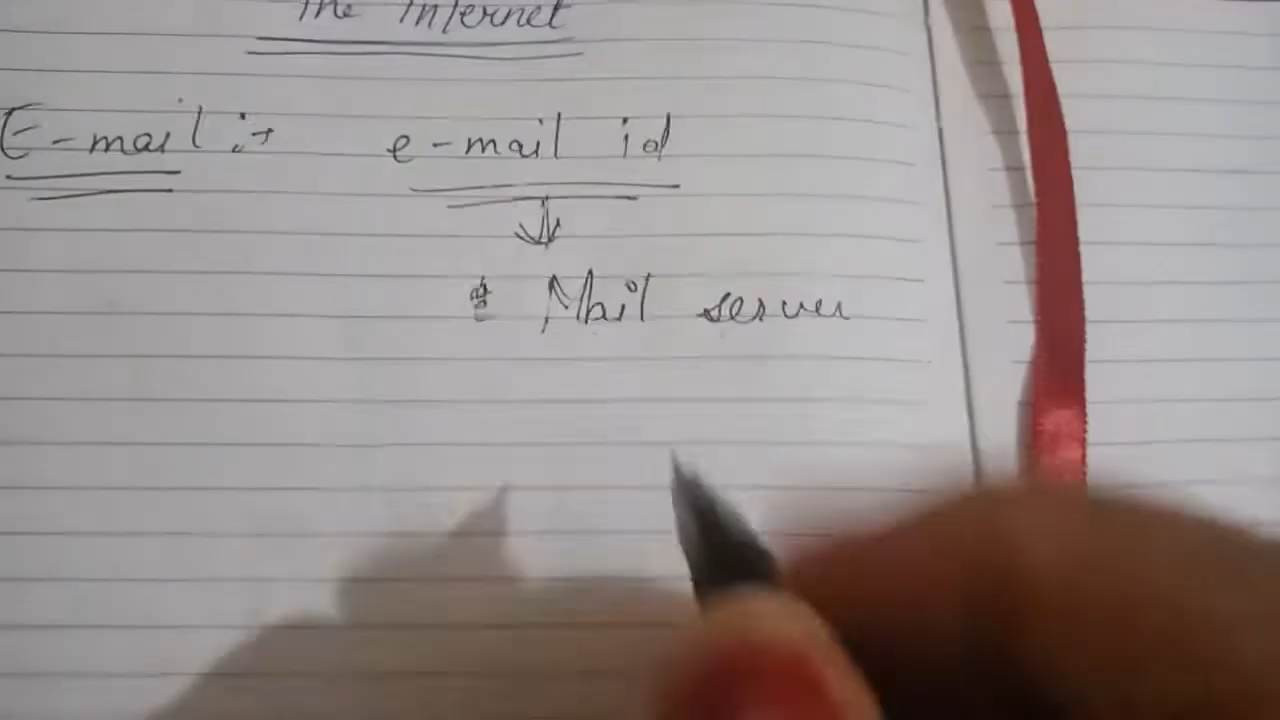 The Internet
E-mail :→ e-mail id
Mail server